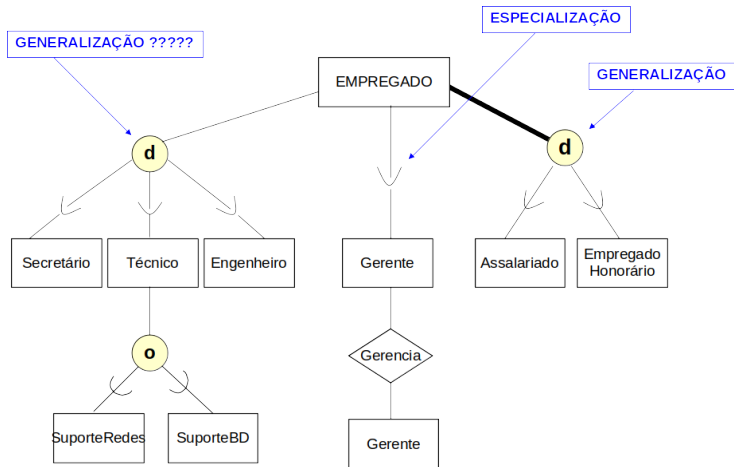 ESPECIALIZAÇÃO
GENERALIZAÇÃO ?????
EMPREGADO
GENERALIZAÇÃO
d
d
Secretário
Técnico
Engenheiro
Gerente
Assalariado
Empregado
Honorário
o
Gerencia
SuporteRedes
SuporteBD
Gerente